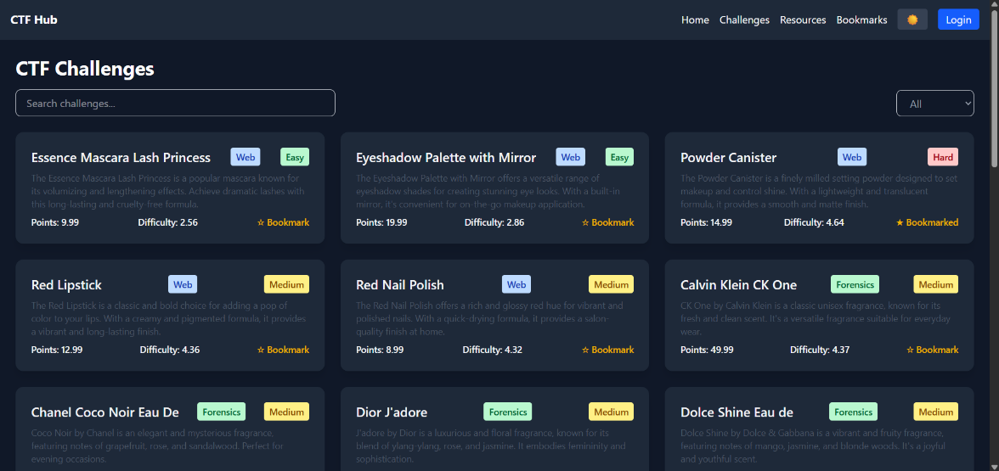 CTF Hub
Home Challenges Resources Bookmarks Login
CTF Challenges
Search challenges...
All
Essence Mascara Lash Princess Web Easy
The Essence Mascara Lash Princess is a popular mascara known for
its volumizing and lengthening effects. Achieve dramatic lashes with
this long-lasting and cruelty-free formula.
Points: 9.99 Difficulty: 2.56 ☆ Bookmark
Eyeshadow Palette with Mirror Web Easy
The Eyeshadow Palette with Mirror offers a versatile range of
eyeshadow shades for creating stunning eye looks. With a built-in
mirror, it's convenient for on-the-go makeup application.
Points: 19.99 Difficulty: 2.86 ☆ Bookmark
Powder Canister Web Hard
The Powder Canister is a finely milled setting powder designed to set
makeup and control shine. With a lightweight and translucent
formula, it provides a smooth and matte finish.
Points: 14.99 Difficulty: 4.64 ★ Bookmarked
Red Lipstick Web Medium
The Red Lipstick is a classic and bold choice for adding a pop of
color to your lips. With a creamy and pigmented formula, it provides
a vibrant and long-lasting finish.
Points: 12.99 Difficulty: 4.36 ☆ Bookmark
Red Nail Polish Web Medium
The Red Nail Polish offers a rich and glossy red hue for vibrant and
polished nails. With a quick-drying formula, it provides a salon-
quality finish at home.
Points: 8.99 Difficulty: 4.32 ☆ Bookmark
Calvin Klein CK One Forensics Medium
CK One by Calvin Klein is a classic unisex fragrance, known for its
fresh and clean scent. It's a versatile fragrance suitable for everyday
wear.
Points: 49.99 Difficulty: 4.37 ☆ Bookmark
Chanel Coco Noir Eau De Forensics Medium
Coco Noir by Chanel is an elegant and mysterious fragrance,
featuring notes of grapefruit, rose, and sandalwood. Perfect for
evening occasions.
Dior J'adore Forensics Medium
J'adore by Dior is a luxurious and floral fragrance, known for its
blend of ylang-ylang, rose, and jasmine. It embodies femininity and
sophistication.
Dolce Shine Eau de Forensics Medium
Dolce Shine by Dolce & Gabbana is a vibrant and fruity fragrance,
featuring notes of mango, jasmine, and blonde woods. It's a joyful
and youthful scent.